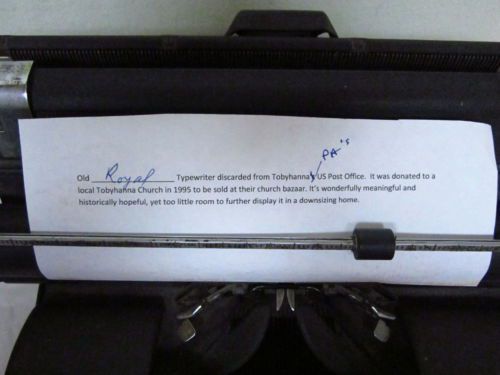 PA's
Old Royal Typewriter discarded from Tobyhanna, US Post Office. It was donated to a
local Tobyhanna Church in 1995 to be sold at their church bazaar. It's wonderfully meaningful and
historically hopeful, yet too little room to further display it in a downsizing home.